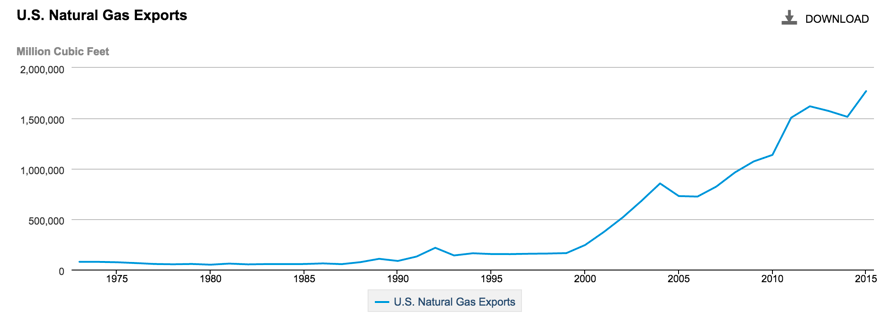 U.S. Natural Gas Exports
DOWNLOAD
Million Cubic Feet
2,000,000
1,500,000
1,000,000
500,000
0
1975 1980 1985 1990 1995 2000 2005 2010 2015
U.S. Natural Gas Exports